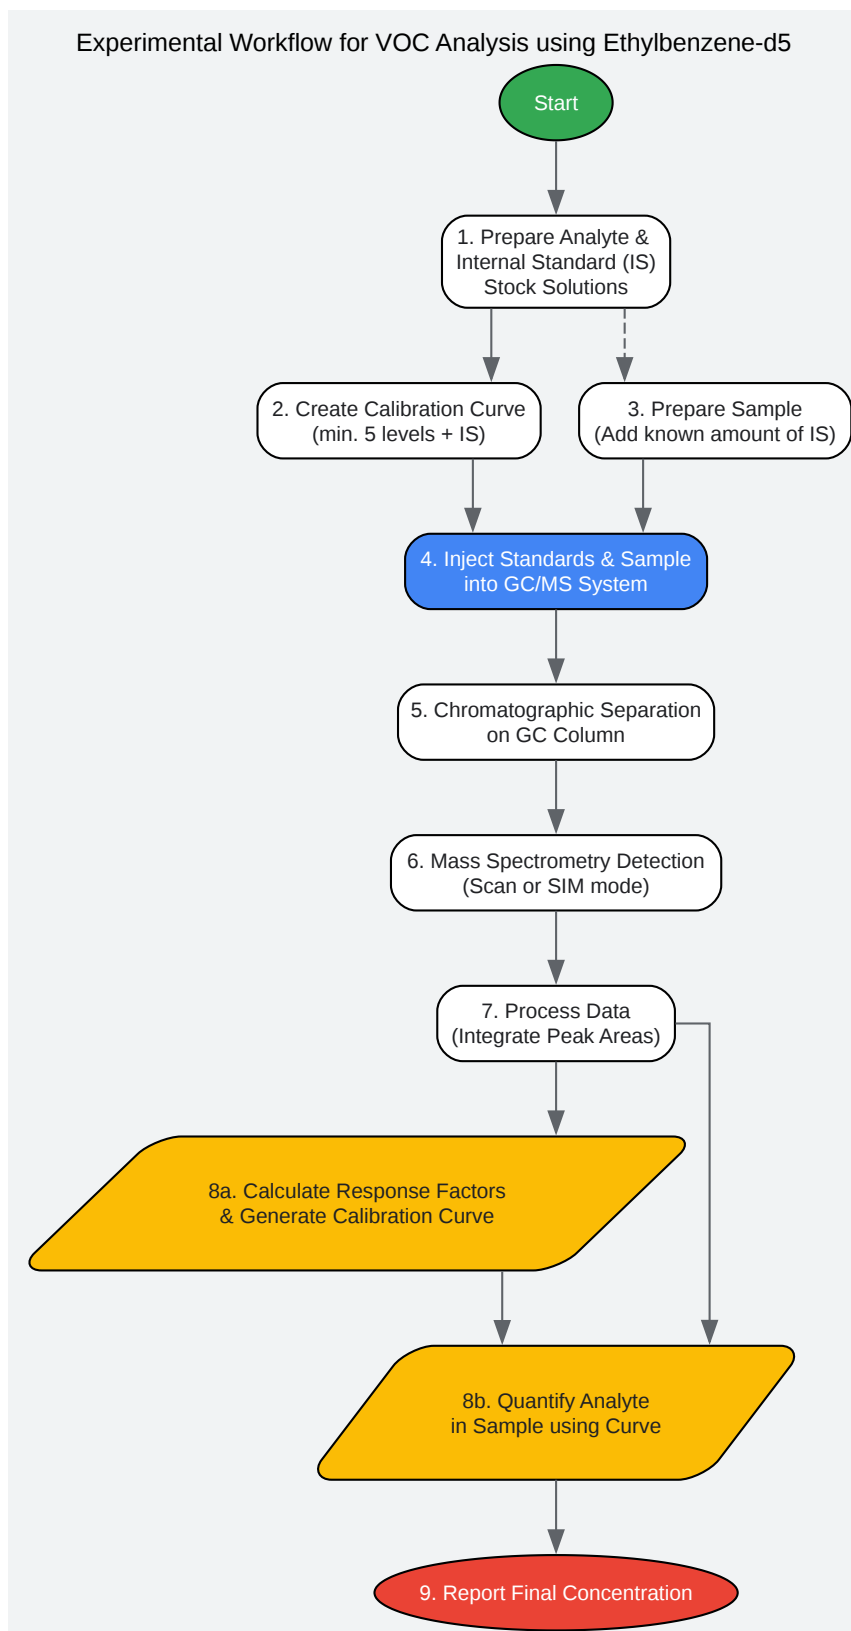 Experimental Workflow for VOC Analysis using Ethylbenzene-d5
Start
1. Prepare Analyte &
Internal Standard (IS)
Stock Solutions
2. Create Calibration Curve
(min. 5 levels + IS)
3. Prepare Sample
(Add known amount of IS)
4. Inject Standards & Sample
into GC/MS System
5. Chromatographic Separation
on GC Column
6. Mass Spectrometry Detection
(Scan or SIM mode)
7. Process Data
(Integrate Peak Areas)
8a. Calculate Response Factors
& Generate Calibration Curve
8b. Quantify Analyte
in Sample using Curve
9. Report Final Concentration